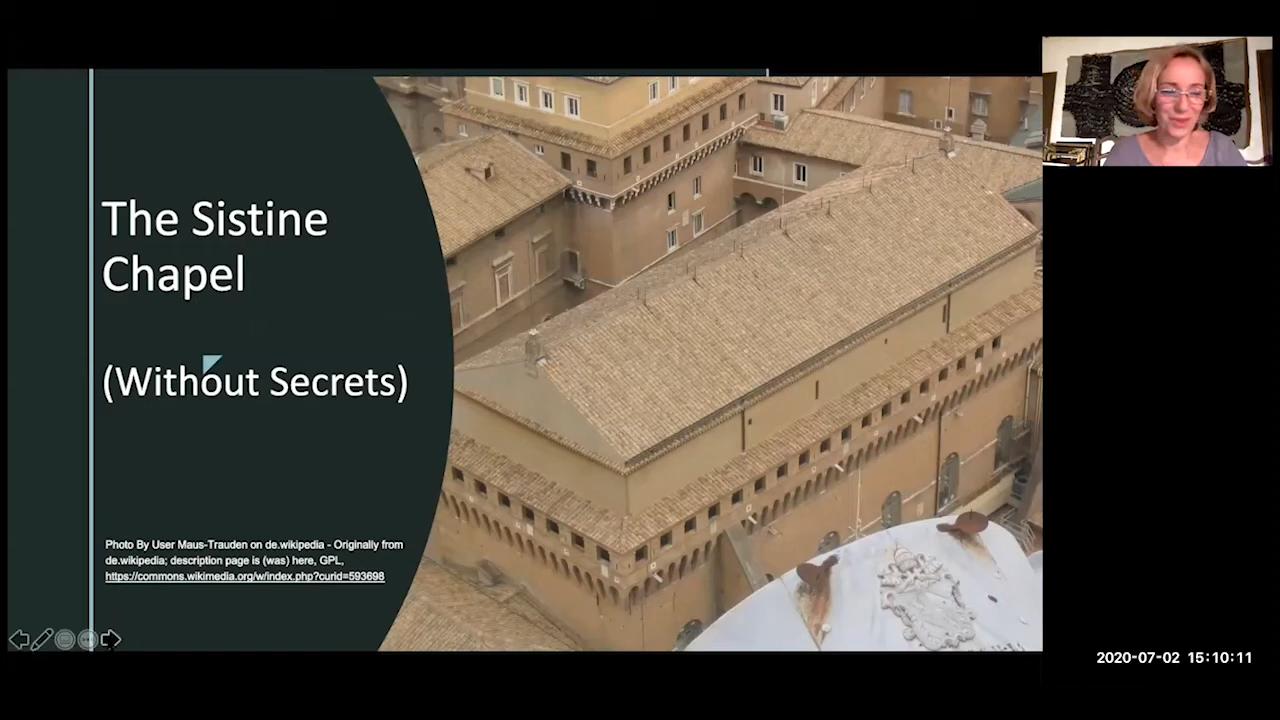 The Sistine
Chapel
(Without Secrets)
Photo By User Maus-Trauden on de.wikipedia - Originally from
de.wikipedia; description page is (was) here, GPL,
https://commons.wikimedia.org/w/index.php?curid=593698
2020-07-02 15:10:11